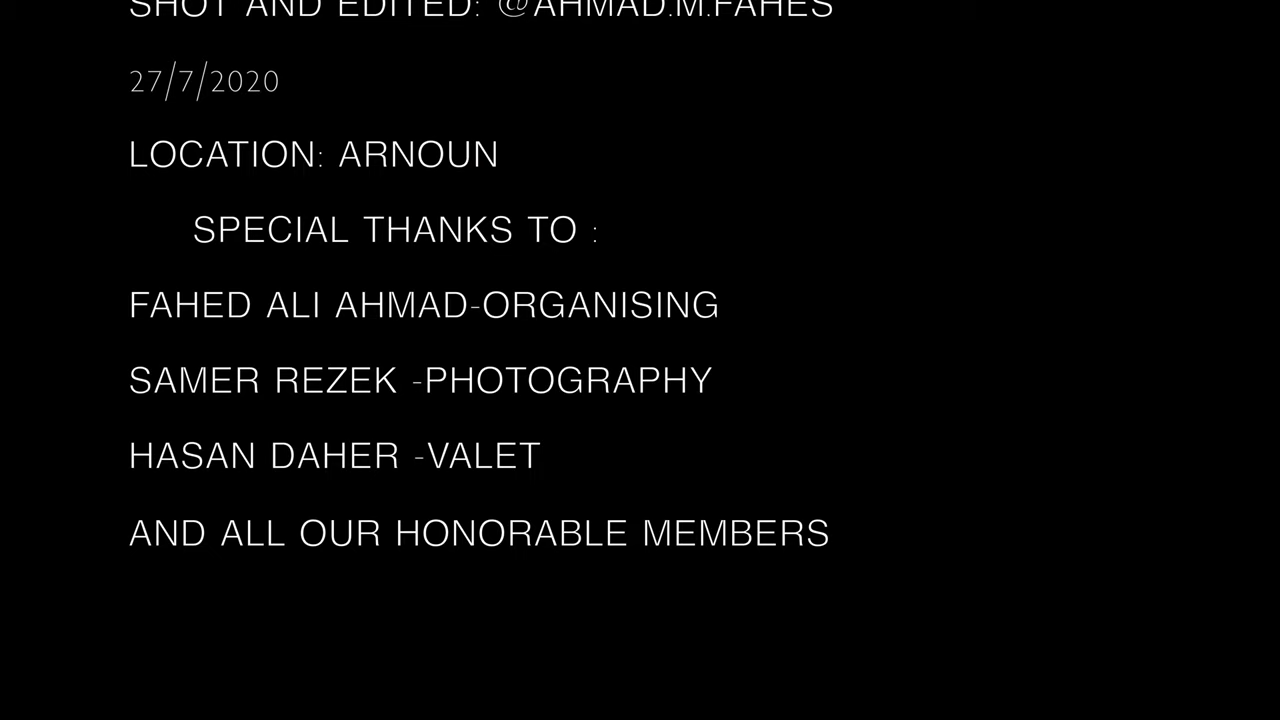 SHOT AND EDITED: @AHMAD.M.FAHES
27/7/2020
LOCATION: ARNOUN
SPECIAL THANKS TO :
FAHED ALI AHMAD-ORGANISING
SAMER REZEK -PHOTOGRAPHY
HASAN DAHER -VALET
AND ALL OUR HONORABLE MEMBERS